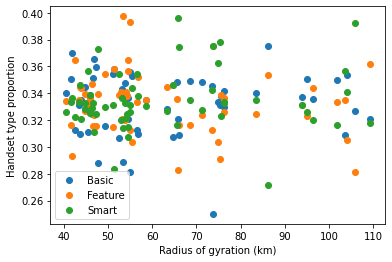 0.40
0.38
0.36
0.34
0.32
0.30
0.28
0.26
Handset type proportion
Basic
Feature
Smart
40 50 60 70 80 90 100 110
Radius of gyration (km)